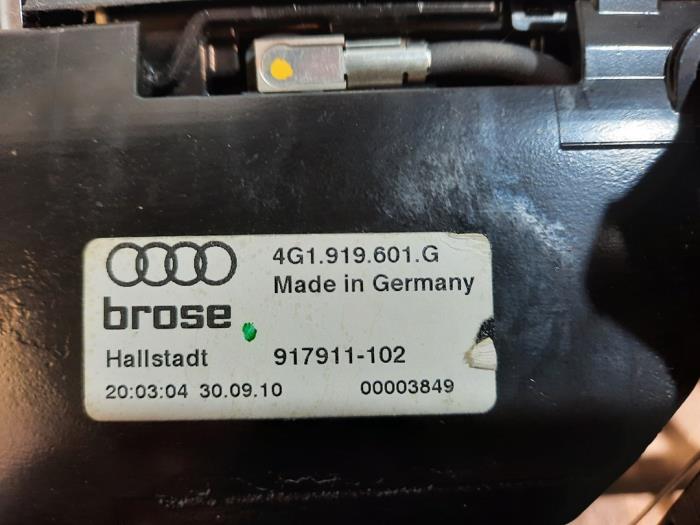 4G1.919.601.G
Made in Germany
brose
Hallstadt 917911-102
20:03:04 30.09.10 00003849